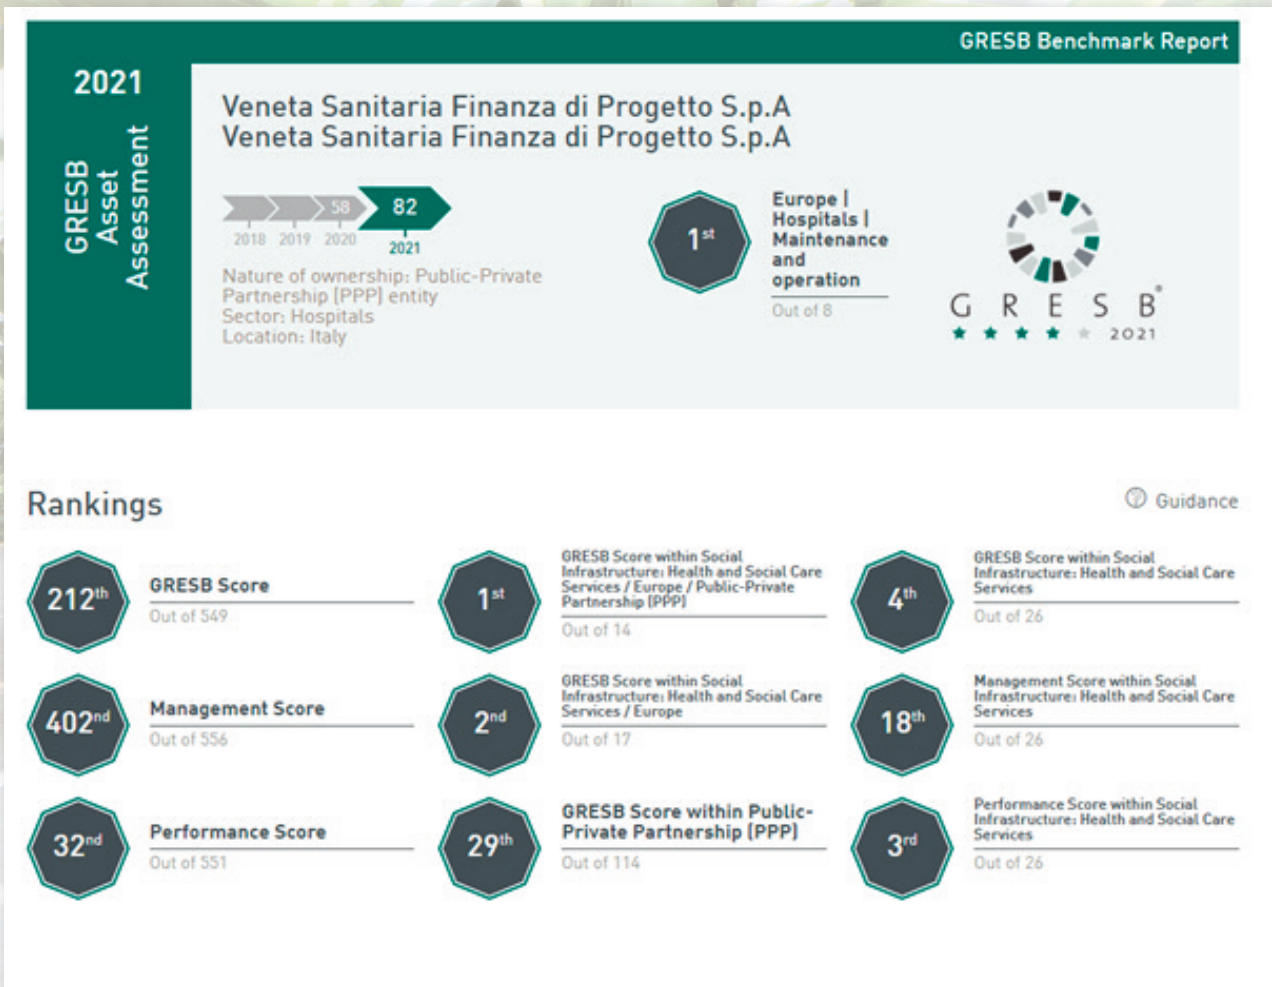 GRESB Benchmark Report
2021
GRESB
Asset
Assessment
Veneta Sanitaria Finanza di Progetto S.p.A
Veneta Sanitaria Finanza di Progetto S.p.A
58
82
2018
2019
2020
2021
Nature of ownership: Public-Private
Partnership (PPP) entity
Sector: Hospitals
Location: Italy
1st
Europe |
Hospitals |
Maintenance
and
operation
Out of 8
G R E S B®
2021
Rankings
Guidance
212th
GRESB Score
Out of 549
1st
GRESB Score within Social
Infrastructure: Health and Social Care
Services / Europe / Public-Private
Partnership (PPP)
Out of 14
4th
GRESB Score within Social
Infrastructure: Health and Social Care
Services
Out of 26
402nd
Management Score
Out of 556
2nd
GRESB Score within Social
Infrastructure: Health and Social Care
Services / Europe
Out of 17
18th
Management Score within Social
Infrastructure: Health and Social Care
Services
Out of 26
32nd
Performance Score
Out of 551
29th
GRESB Score within Public-
Private Partnership (PPP)
Out of 114
3rd
Performance Score within Social
Infrastructure: Health and Social Care
Services
Out of 26